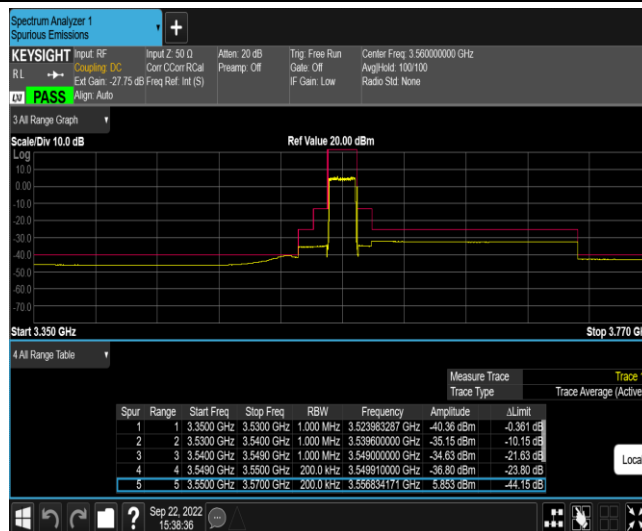 Spectrum Analyzer 1
Spurious Emissions
KEYSIGHT Input: RF Input Z: 50 Ω Atten: 20 dB Trig: Free Run Center Freq: 3.560000000 GHz
RL Coupling: DC Corr CCorr RCal Preamp: Off Gate: Off Avg|Hold: 100/100
Ext Gain: -27.75 dB Freq Ref: Int (S) IF Gain: Low Radio Std: None
LXI PASS Align: Auto
3 All Range Graph
Scale/Div 10.0 dB Ref Value 20.00 dBm
Log
10.0
0.00
-10.0
-20.0
-30.0
-40.0
-50.0
-60.0
-70.0
Start 3.350 GHz Stop 3.770 G
4 All Range Table
Measure Trace Trace
Trace Type Trace Average (Active
Spur Range Start Freq Stop Freq RBW Frequency Amplitude ΔLimit
1 1 3.3500 GHz 3.5300 GHz 1.000 MHz 3.523983287 GHz -40.36 dBm -0.361 dB
2 2 3.5300 GHz 3.5400 GHz 1.000 MHz 3.539600000 GHz -35.15 dBm -10.15 dB
3 3 3.5400 GHz 3.5490 GHz 1.000 MHz 3.549000000 GHz -34.63 dBm -21.63 dB
4 4 3.5490 GHz 3.5500 GHz 200.0 kHz 3.549910000 GHz -36.80 dBm -23.80 dB
5 5 3.5500 GHz 3.5700 GHz 200.0 kHz 3.556834171 GHz 5.853 dBm -44.15 dB
Loca
Sep 22, 2022
15:38:36